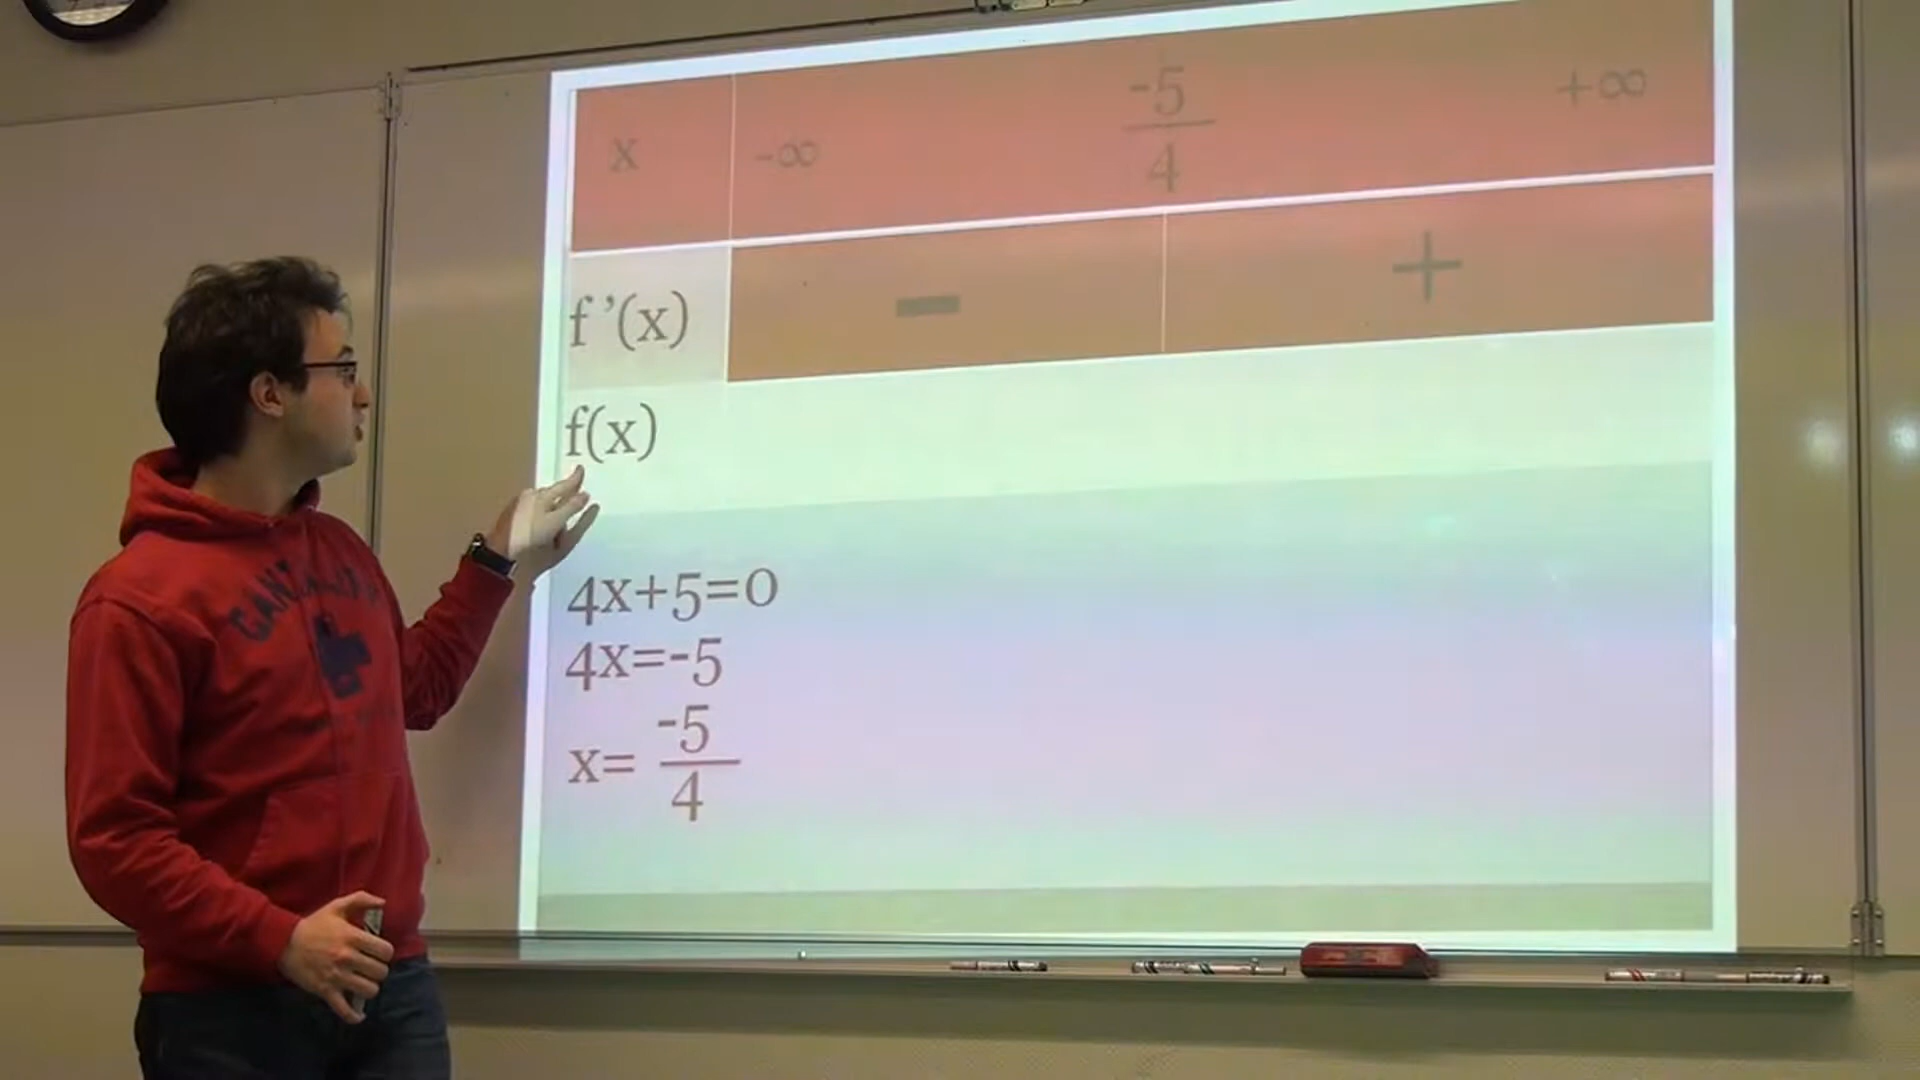 x -∞ -5/4 +∞
f ’(x) - +
f(x)
4x+5=0
4x=-5
x= -5/4